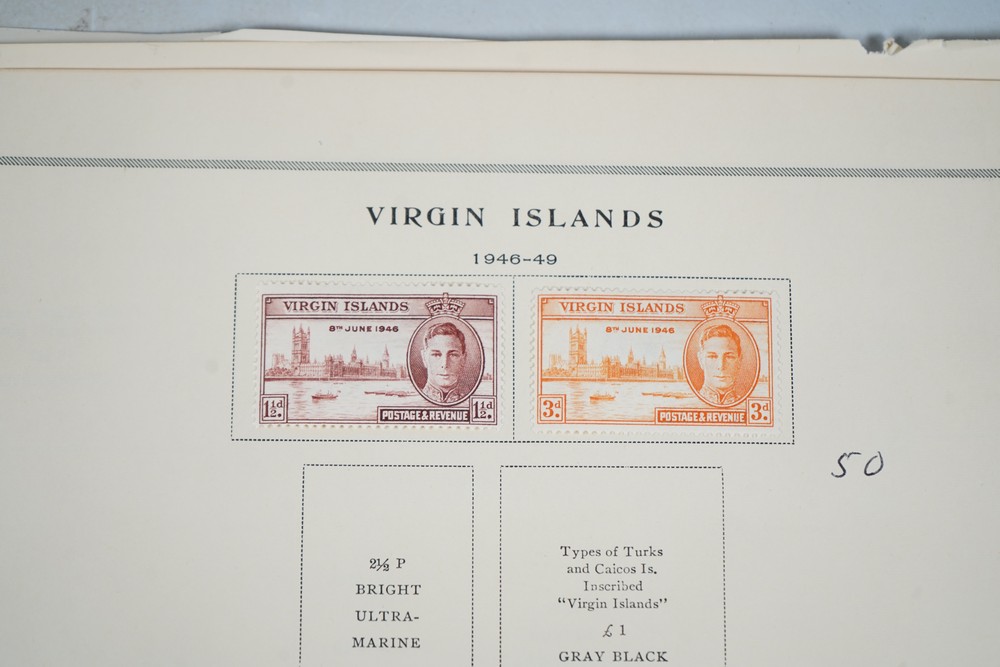 VIRGIN ISLANDS
1946-49
VIRGIN ISLANDS
8TH JUNE 1946
1½d.
POSTAGE & REVENUE
1½d.
VIRGIN ISLANDS
8TH JUNE 1946
3d.
POSTAGE & REVENUE
3d.
50
2½ P
BRIGHT
ULTRA-
MARINE
Types of Turks
and Caicos Is.
Inscribed
"Virgin Islands"
£1
GRAY BLACK